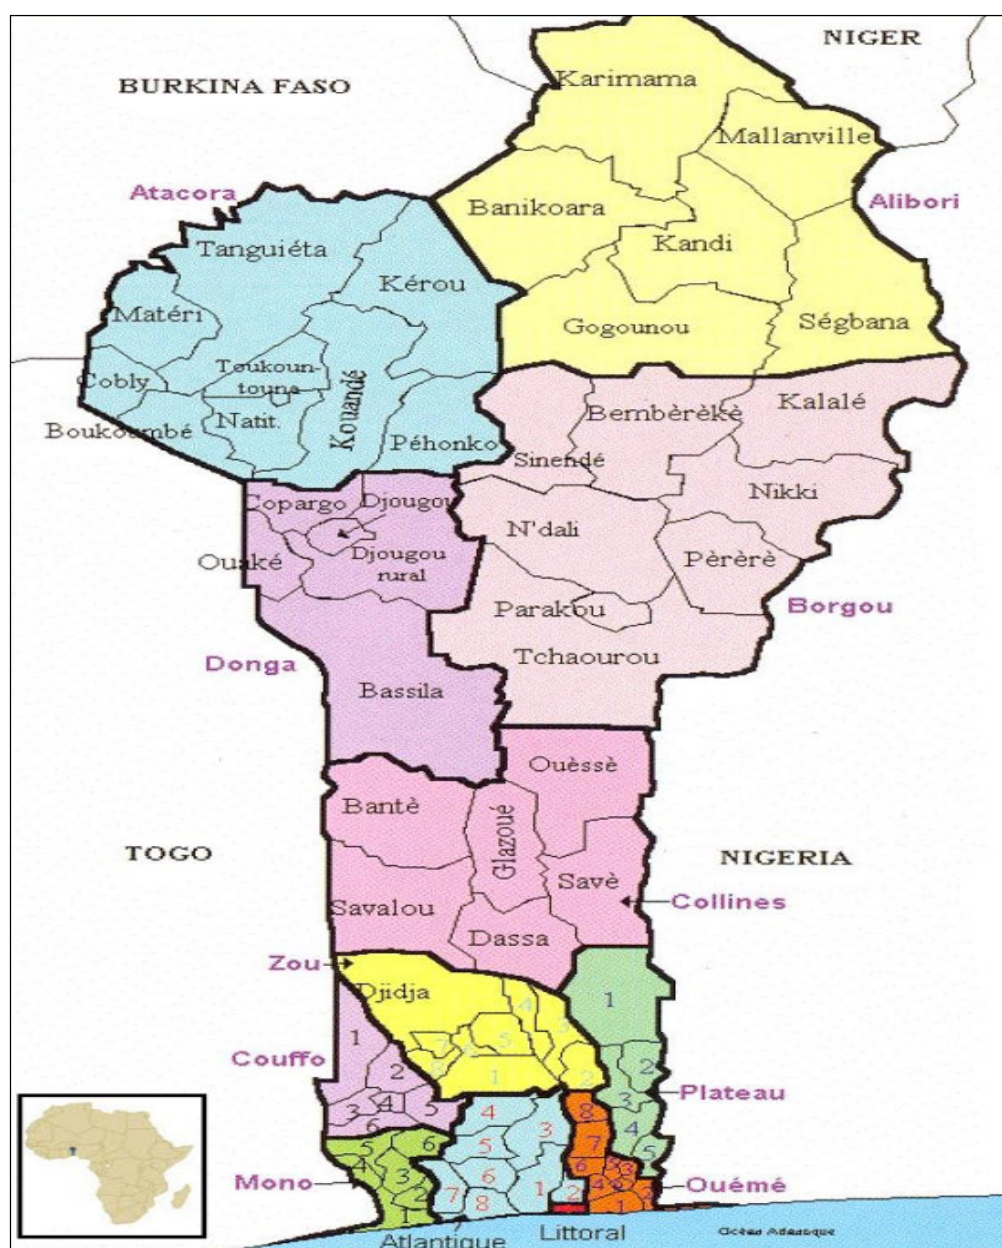 NIGER
BURKINA FASO
Karimama
Mallanville
Atacora
Alibori
Banikoara
Tanguiéta
Kandi
Kérou
Matéri
Gogounou
Ségbana
Toukoun-
touna
Cobly
Kouandé
Natit.
Boukoumbé
Péhonko
Bembèrèkè
Kalalé
Sinendé
Nikki
Copargo
Djougou
N'dali
Ouaké
Djougou
rural
Pèrèrè
Parakou
Borgou
Donga
Tchaourou
Bassila
Ouèssè
Bantè
Glazoué
TOGO
NIGERIA
Savè
Collines
Savalou
Dassa
Zou
Djidja
1
4
3
5
7
6
8
1
2
Couffo
1
2
3
4
5
6
Plateau
2
3
4
5
4
3
5
6
7
8
1
2
8
7
6
Mono
5
6
4
3
2
1
Ouémé
1
Atlantique
Littoral
Océan Atlantique